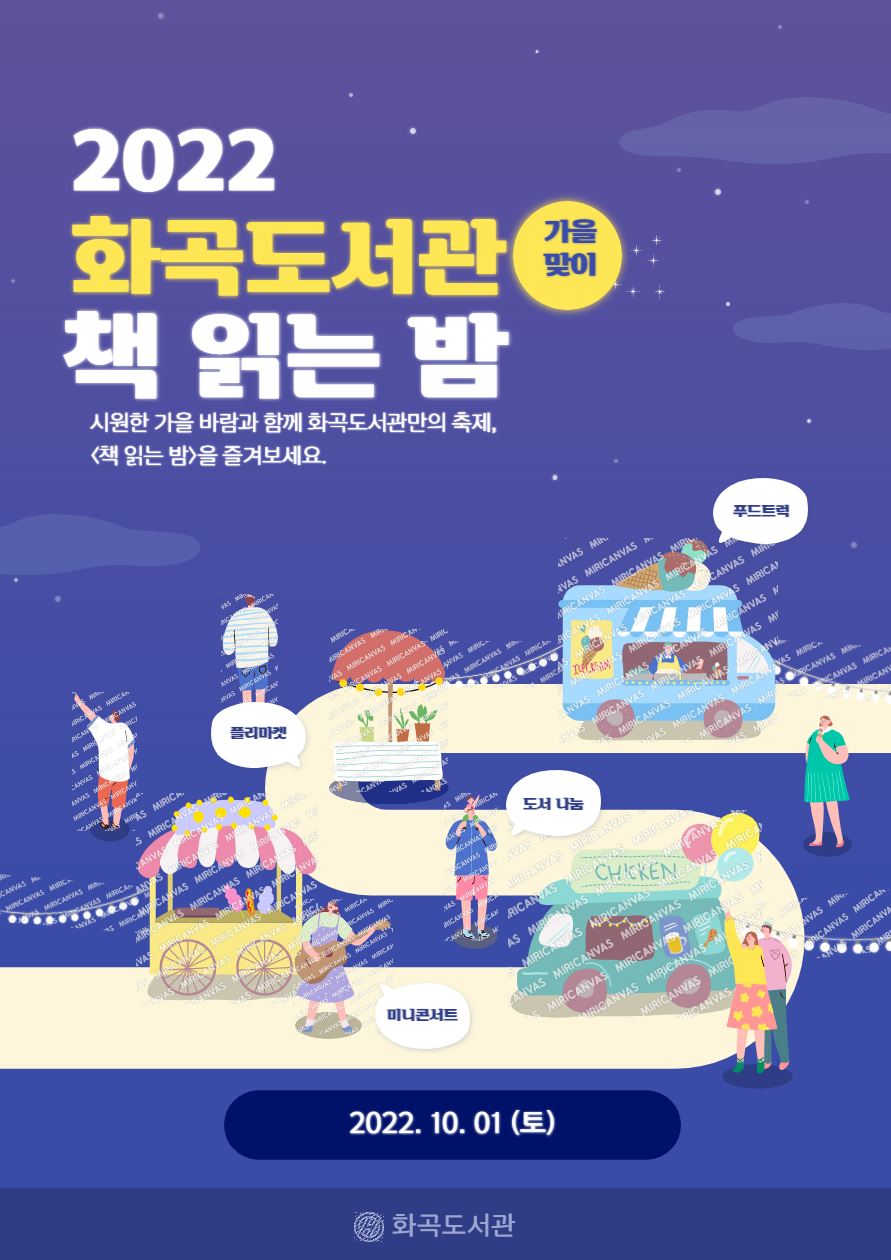 2022
화곡도서관
가을
맞이
책 읽는 밤
시원한 가을 바람과 함께 화곡도서관만의 축제,
<책 읽는 밤>을 즐겨보세요.
푸드트럭
ICE CREAM
플리마켓
도서 나눔
CHICKEN
미니콘서트
2022. 10. 01 (토)
화곡도서관
MIRICANVAS